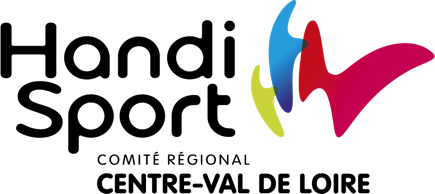 Handi
Sport
COMITÉ RÉGIONAL
CENTRE-VAL DE LOIRE